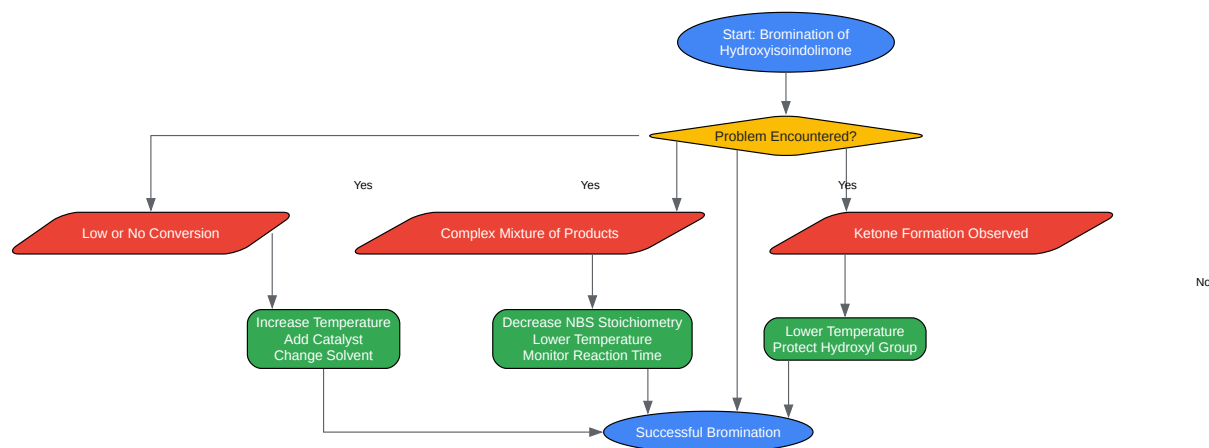 Start: Bromination of
Hydroxyisoindolinone
Problem Encountered?
Yes
Yes
Yes
Low or No Conversion
Complex Mixture of Products
Ketone Formation Observed
No
Increase Temperature
Add Catalyst
Change Solvent
Decrease NBS Stoichiometry
Lower Temperature
Monitor Reaction Time
Lower Temperature
Protect Hydroxyl Group
Successful Bromination